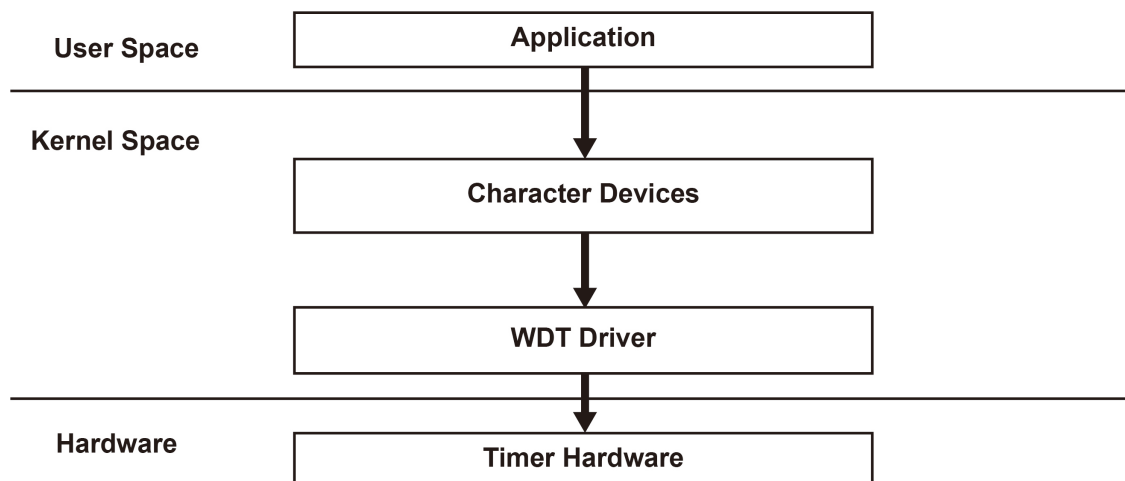 Application
User Space
Kernel Space
Character Devices
WDT Driver
Hardware
Timer Hardware